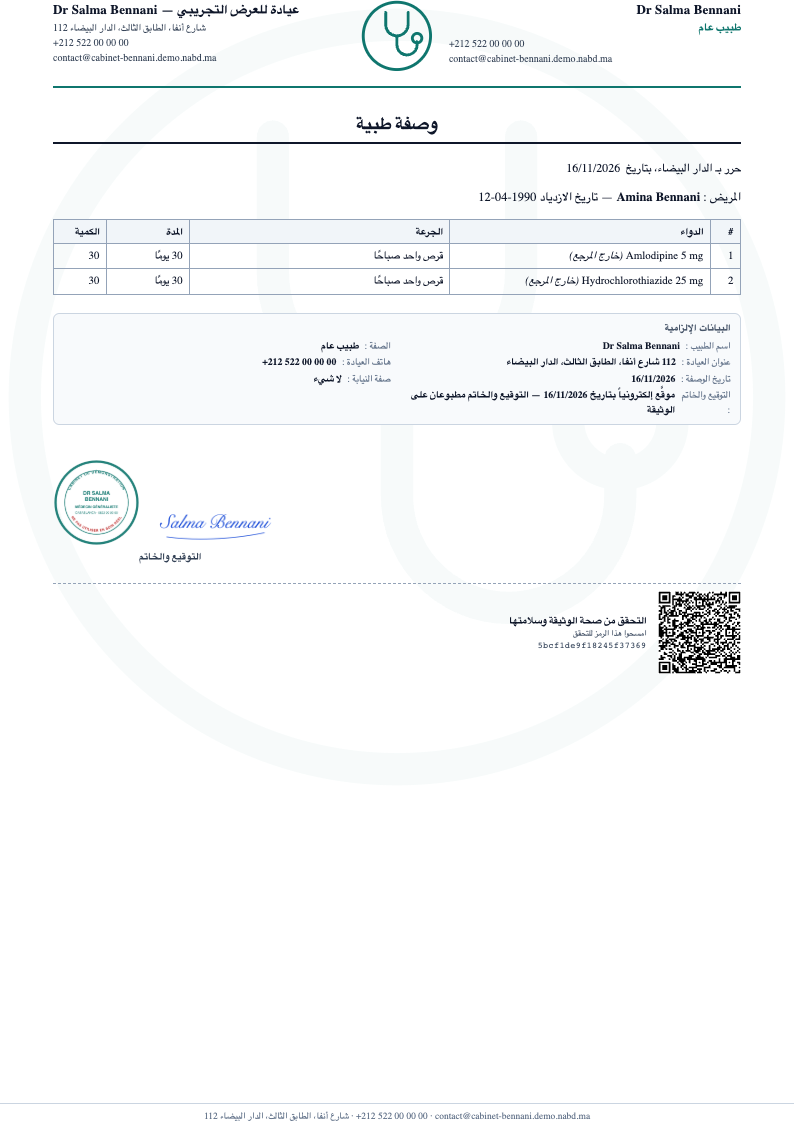 Dr Salma Bennani
طبيب عام
+212 522 00 00 00
contact@cabinet-bennani.demo.nabd.ma
عيادة للعرض التجريبي — Dr Salma Bennani
112 شارع أنفا، الطابق الثالث، الدار البيضاء
+212 522 00 00 00
contact@cabinet-bennani.demo.nabd.ma
وصفة طبية
حرر بـ الدار البيضاء، بتاريخ 16/11/2026
المريض : Amina Bennani — تاريخ الازدياد 12-04-1990
# الدواء الجرعة المدة الكمية
1 Amlodipine 5 mg (خارج المرجع) قرص واحد صباحًا 30 يومًا 30
2 Hydrochlorothiazide 25 mg (خارج المرجع) قرص واحد صباحًا 30 يومًا 30
البيانات الإلزامية
اسم الطبيب : Dr Salma Bennani الصفة : طبيب عام
عنوان العيادة : 112 شارع أنفا، الطابق الثالث، الدار البيضاء هاتف العيادة : +212 522 00 00 00
تاريخ الوصفة : 16/11/2026 صفة النيابة : لا شيء
التوقيع والخاتم : موقَّع إلكترونياً بتاريخ 16/11/2026 — التوقيع والخاتم مطبوعان على
الوثيقة
DR SALMA
BENNANI
MÉDECIN GÉNÉRALISTE
Salma Bennani
التوقيع والخاتم
التحقق من صحة الوثيقة وسلامتها
امسحوا هذا الرمز للتحقق
5bcf1de9f18245f37369
112 شارع أنفا، الطابق الثالث، الدار البيضاء · +212 522 00 00 00 · contact@cabinet-bennani.demo.nabd.ma